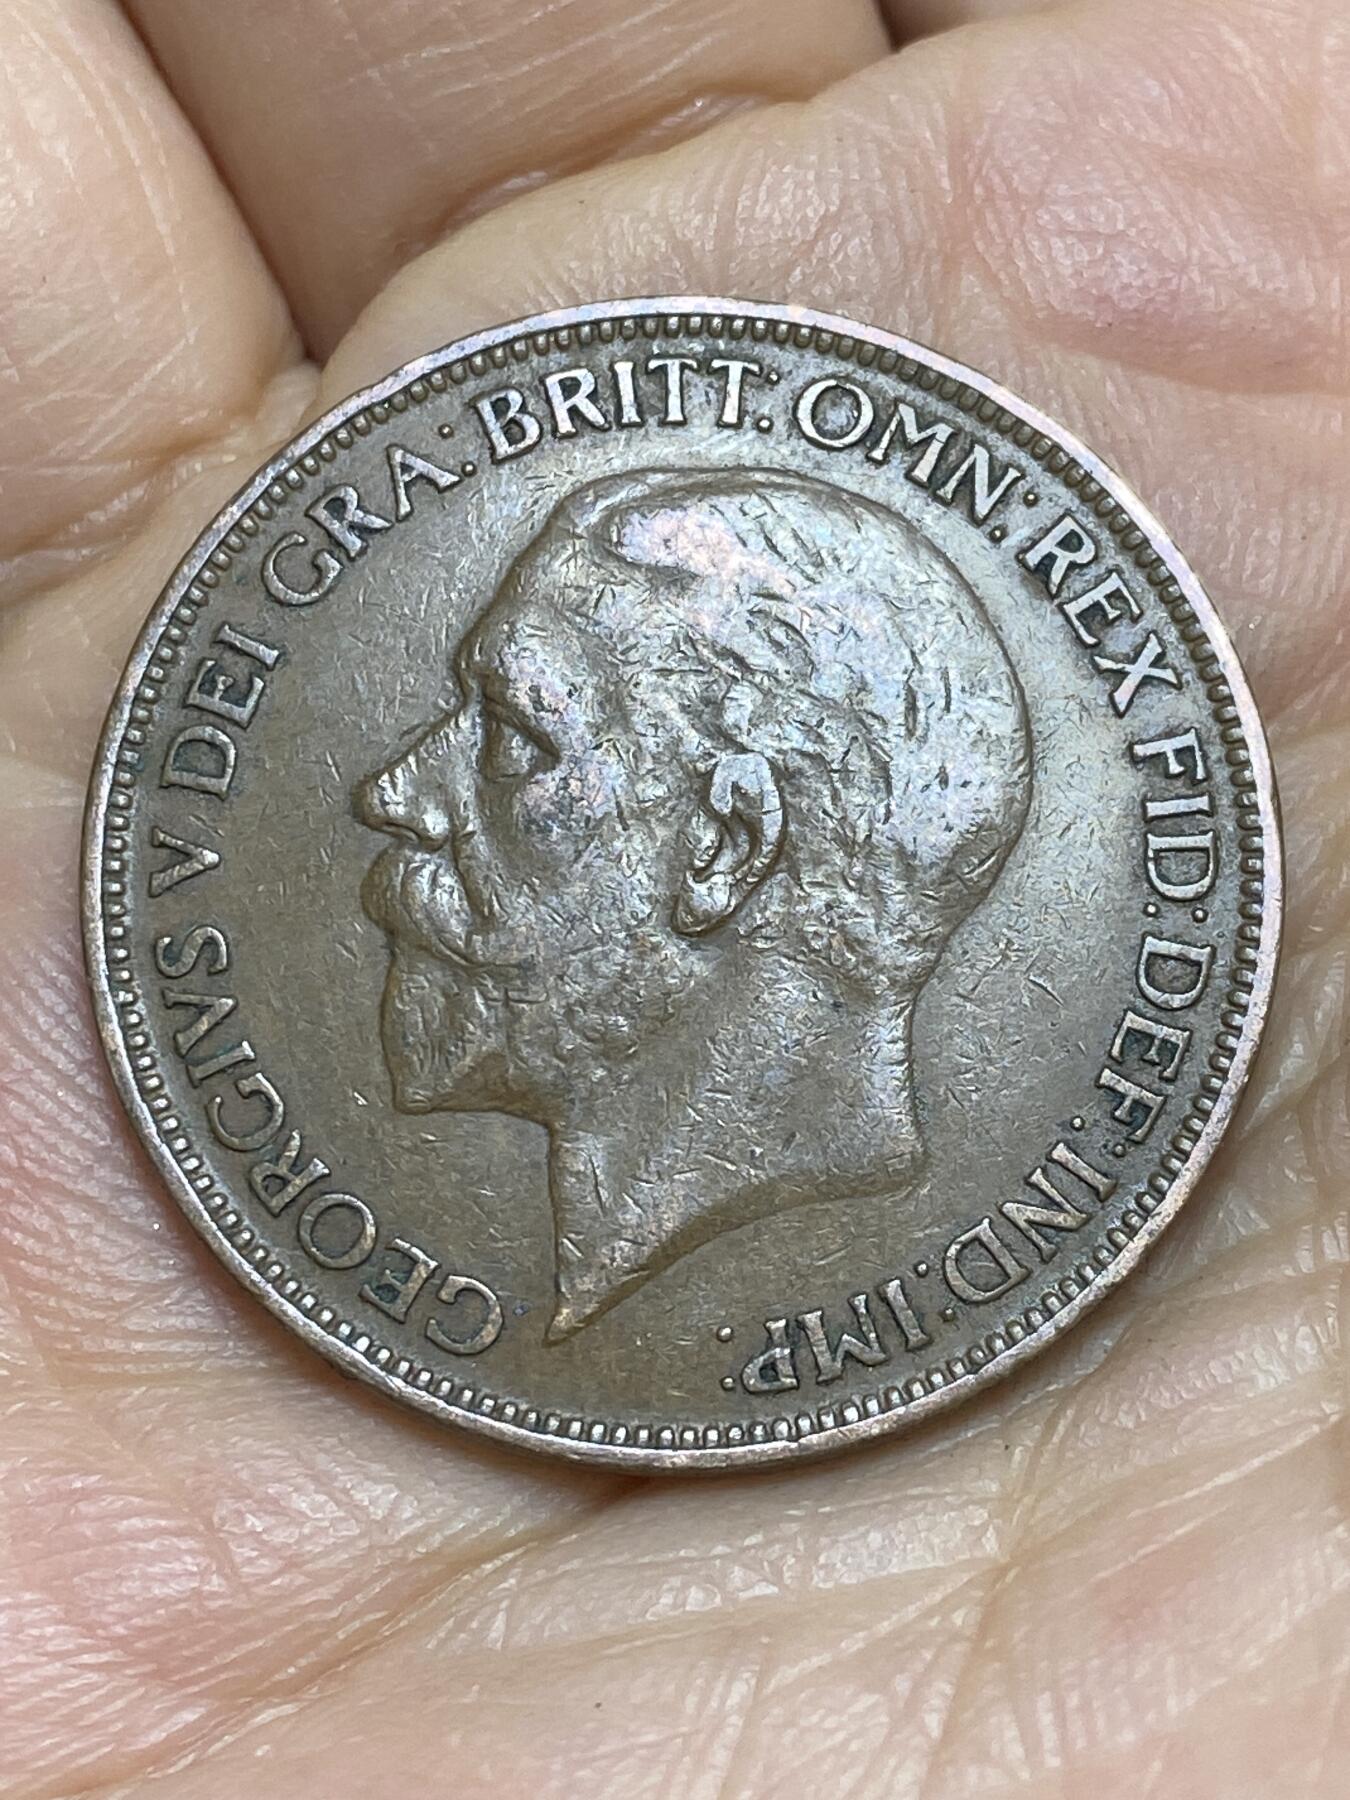 GEORGIVS V DEI GRA: BRITT: OMN: REX FID: DEF: IND: IMP: